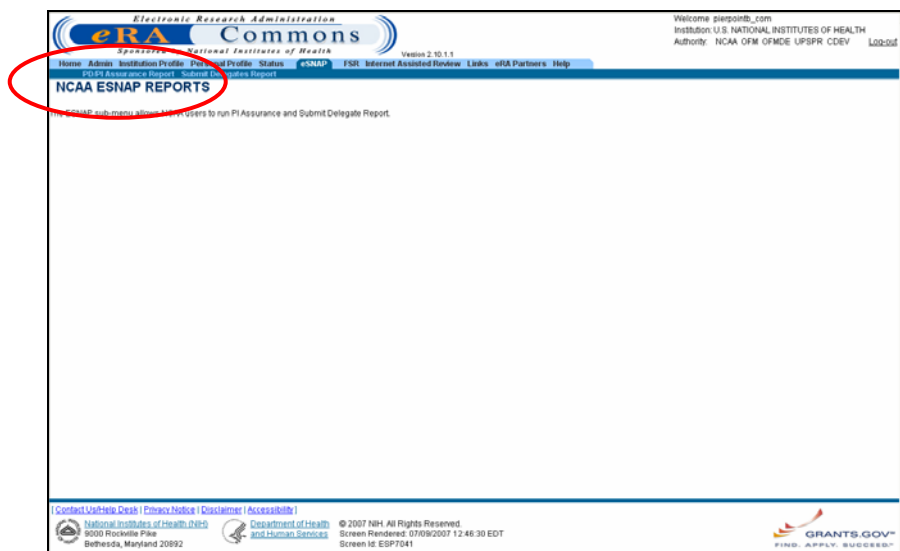 Electronic Research Administration
eRA Commons
Sponsored by National Institutes of Health
Version 2.10.1.1
Welcome pierpointb_com
Institution: U.S. NATIONAL INSTITUTES OF HEALTH
Authority: NCAA OFM OFMDE UPSPR CDEV Log-out
Home Admin Institution Profile Personal Profile Status eSNAP FSR Internet Assisted Review Links eRA Partners Help
PD/PI Assurance Report Submit Delegates Report
NCAA ESNAP REPORTS
The ESNAP sub-menu allows NCAA users to run PI Assurance and Submit Delegate Report.
[Contact Us/Help Desk | Privacy Notice | Disclaimer | Accessibility]
National Institutes of Health (NIH)
9000 Rockville Pike
Bethesda, Maryland 20892
Department of Health
and Human Services
© 2007 NIH. All Rights Reserved.
Screen Rendered: 07/09/2007 12:46:30 EDT
Screen Id: ESP7041
GRANTS.GOV℠
FIND. APPLY. SUCCEED.℠